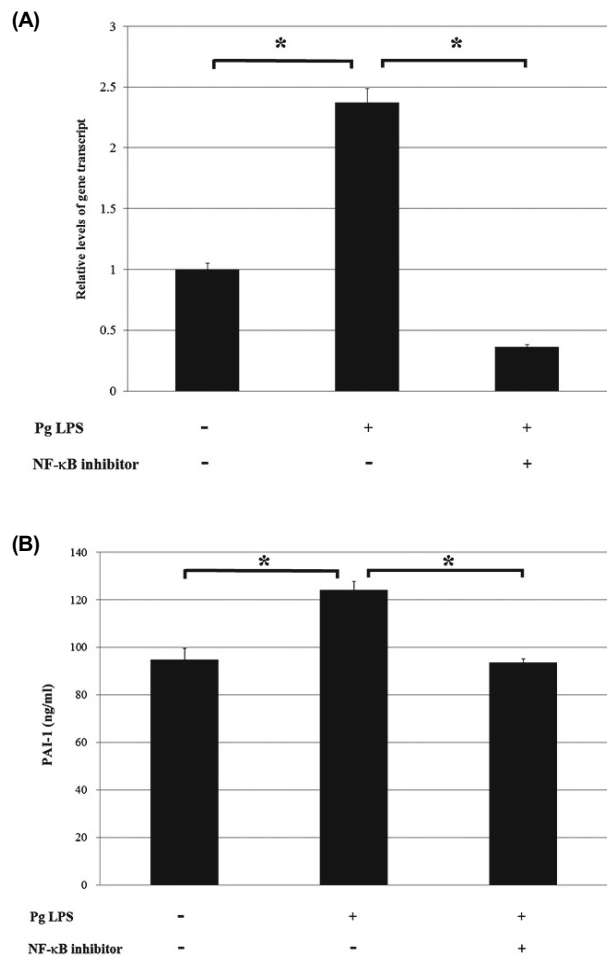 (A)
* *
3
2.5
2
1.5
1
0.5
0
Relative levels of gene transcript
Pg LPS - + +
NF-κB inhibitor - - +
(B)
* *
140
120
100
80
60
40
20
0
PAI-1 (ng/ml)
Pg LPS - + +
NF-κB inhibitor - - +